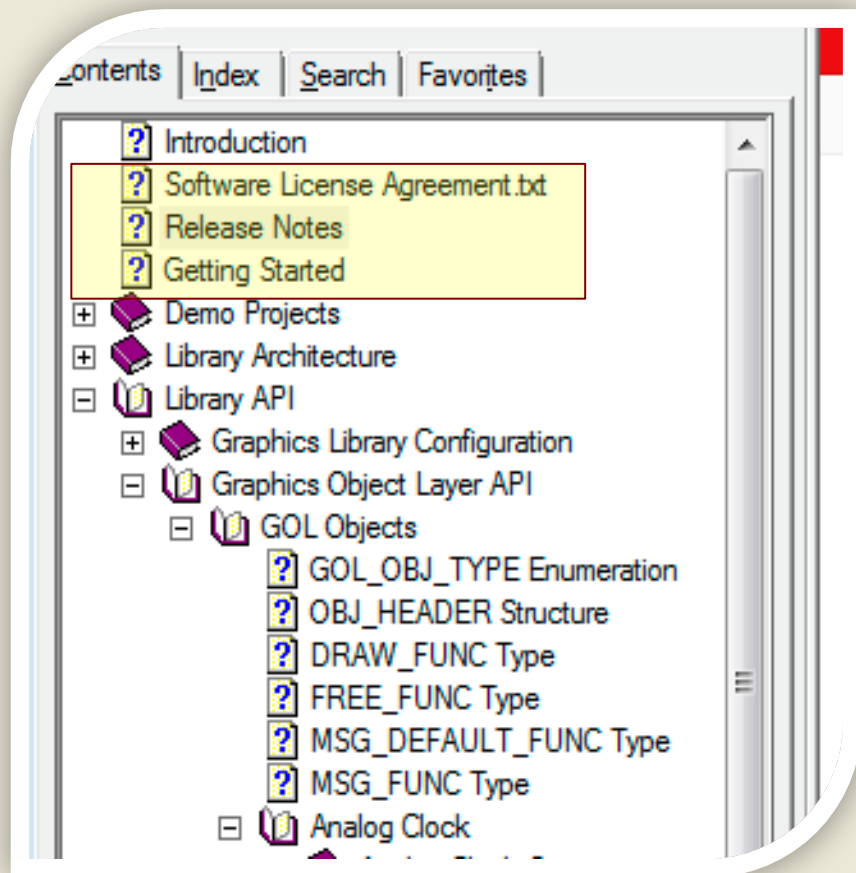 Contents Index Search Favorites
Introduction
Software License Agreement.txt
Release Notes
Getting Started
Demo Projects
Library Architecture
Library API
Graphics Library Configuration
Graphics Object Layer API
GOL Objects
GOL_OBJ_TYPE Enumeration
OBJ_HEADER Structure
DRAW_FUNC Type
FREE_FUNC Type
MSG_DEFAULT_FUNC Type
MSG_FUNC Type
Analog Clock